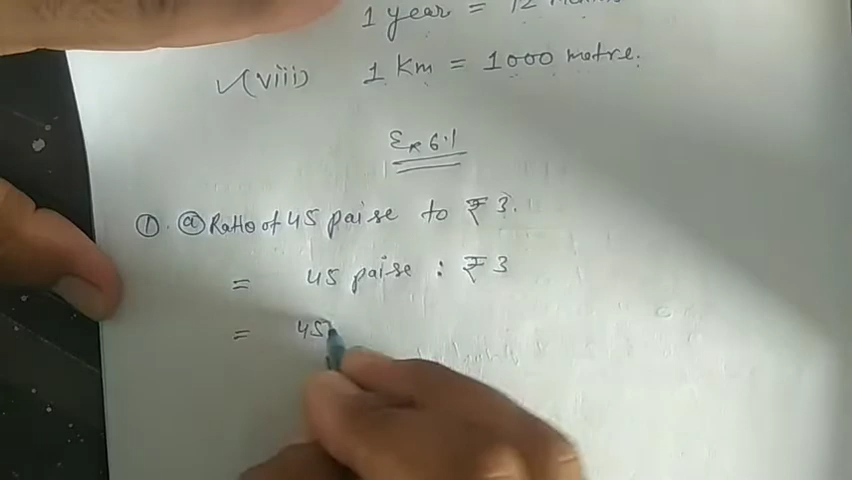 1 year = 12
(viii) 1 Km = 1000 metre.
Ex 6.1
①. ⓐ Ratio of 45 paise to ₹ 3.
= 45 paise : ₹ 3
= 45